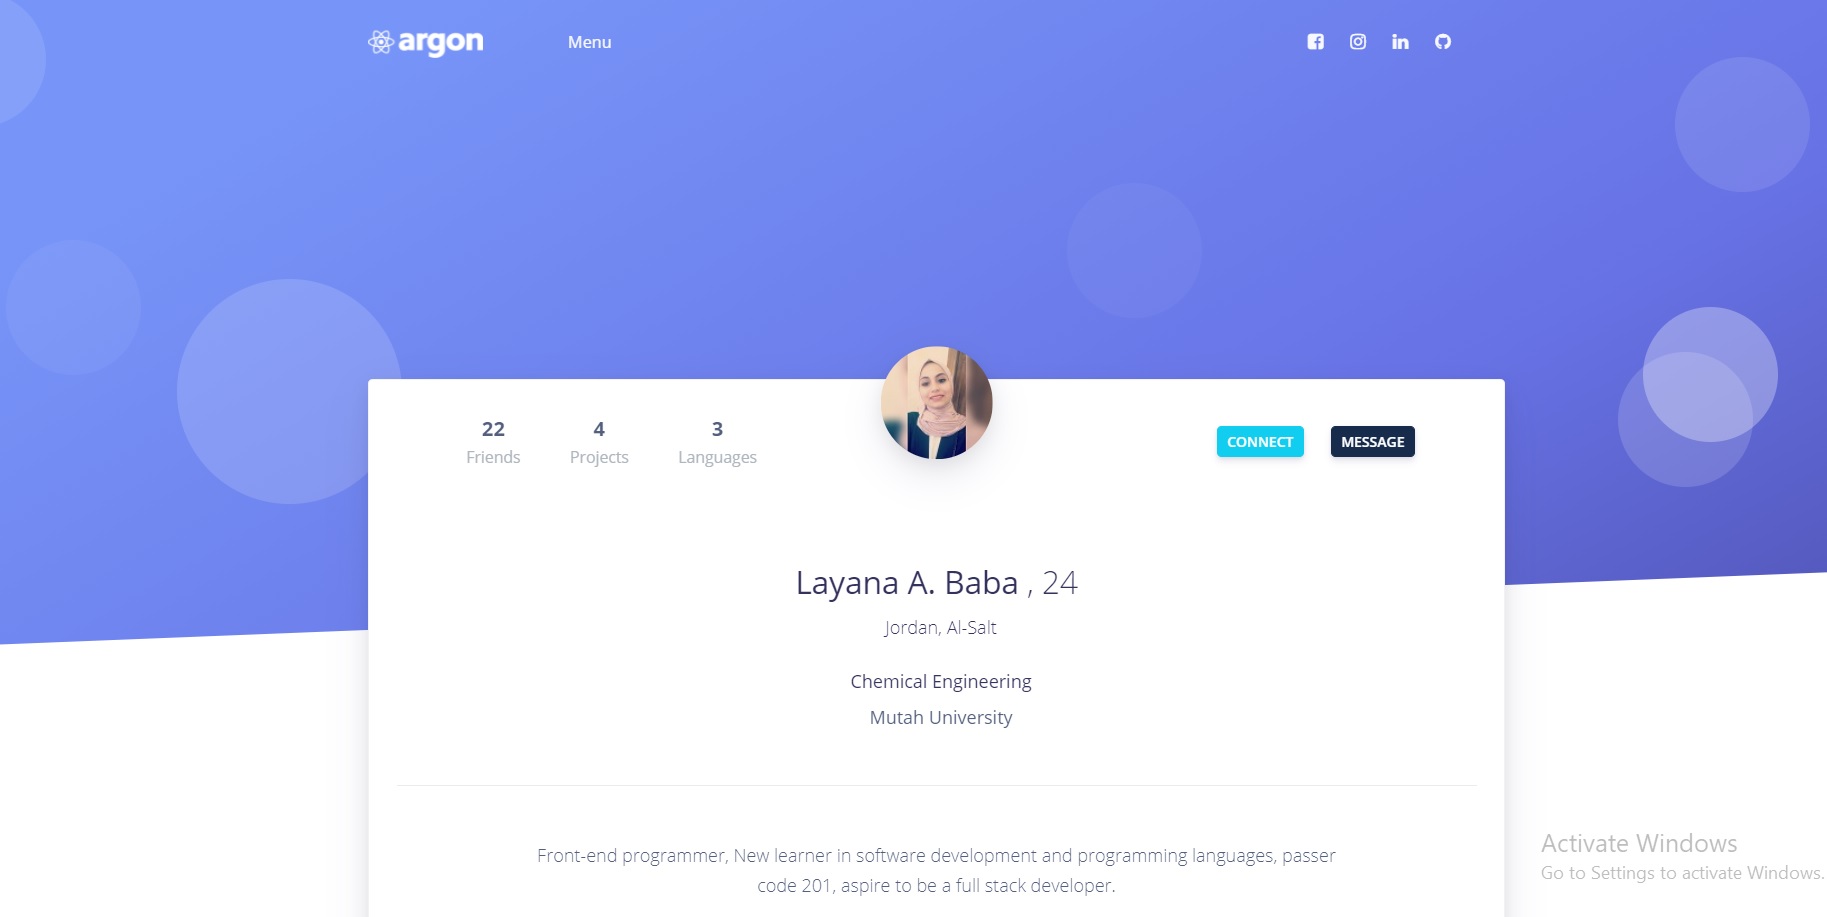 argon
Menu
22
Friends
4
Projects
3
Languages
CONNECT
MESSAGE
Layana A. Baba , 24
Jordan, Al-Salt
Chemical Engineering
Mutah University
Front-end programmer, New learner in software development and programming languages, passer
code 201, aspire to be a full stack developer.
Activate Windows
Go to Settings to activate Windows.